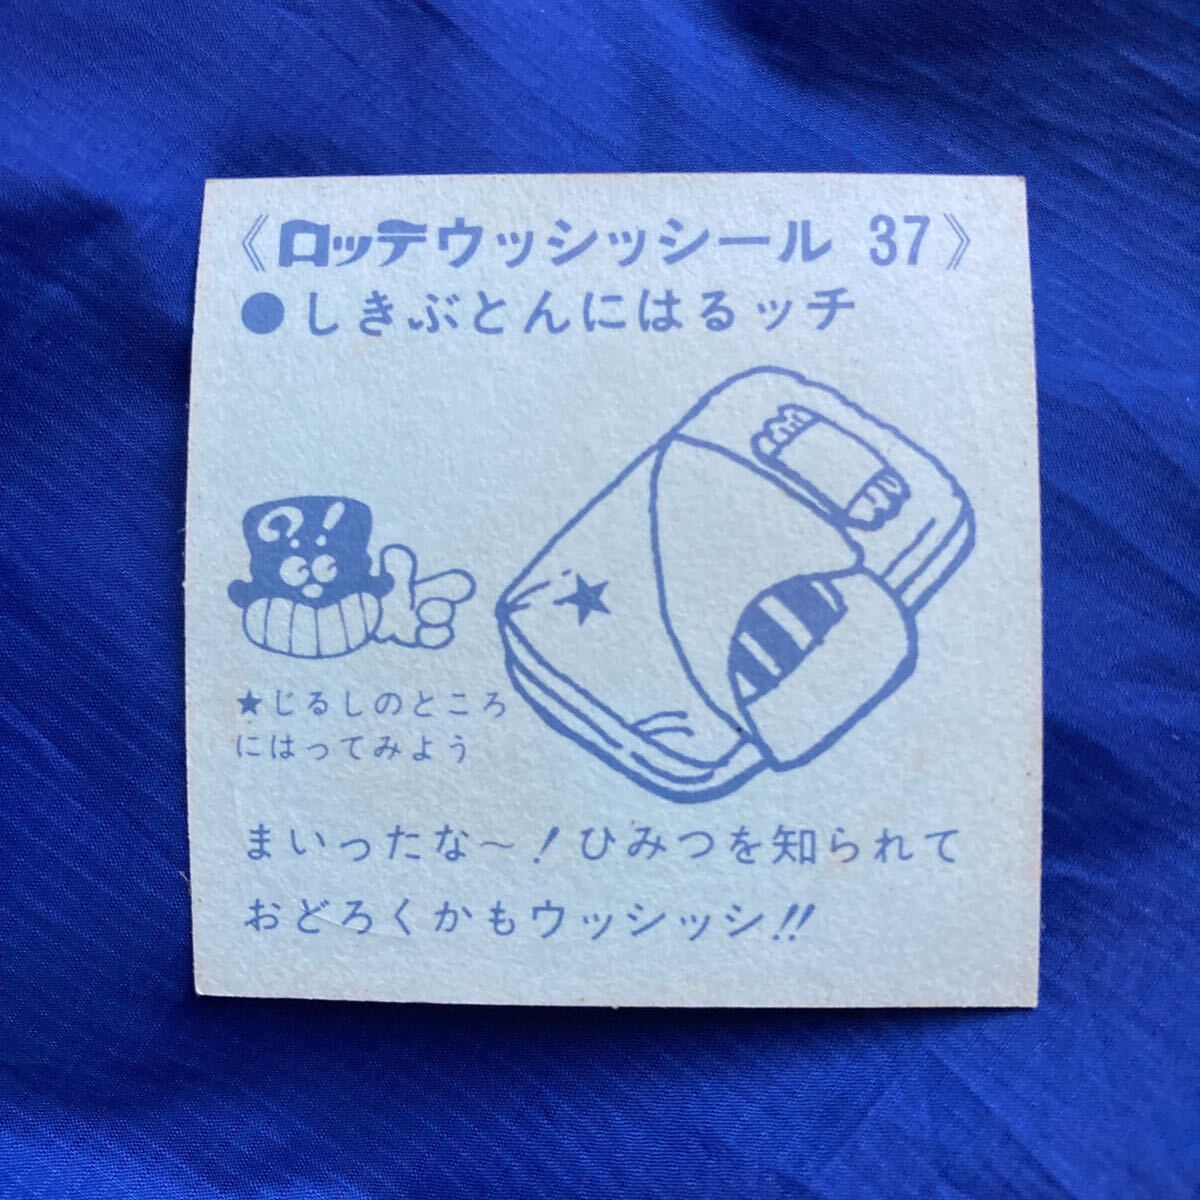 《ロッテウッシッシール 37》
●しきぶとんにはるッチ
?!
★じるしのところ
にはってみよう
まいったな～!ひみつを知られて
おどろくかもウッシッシ!!